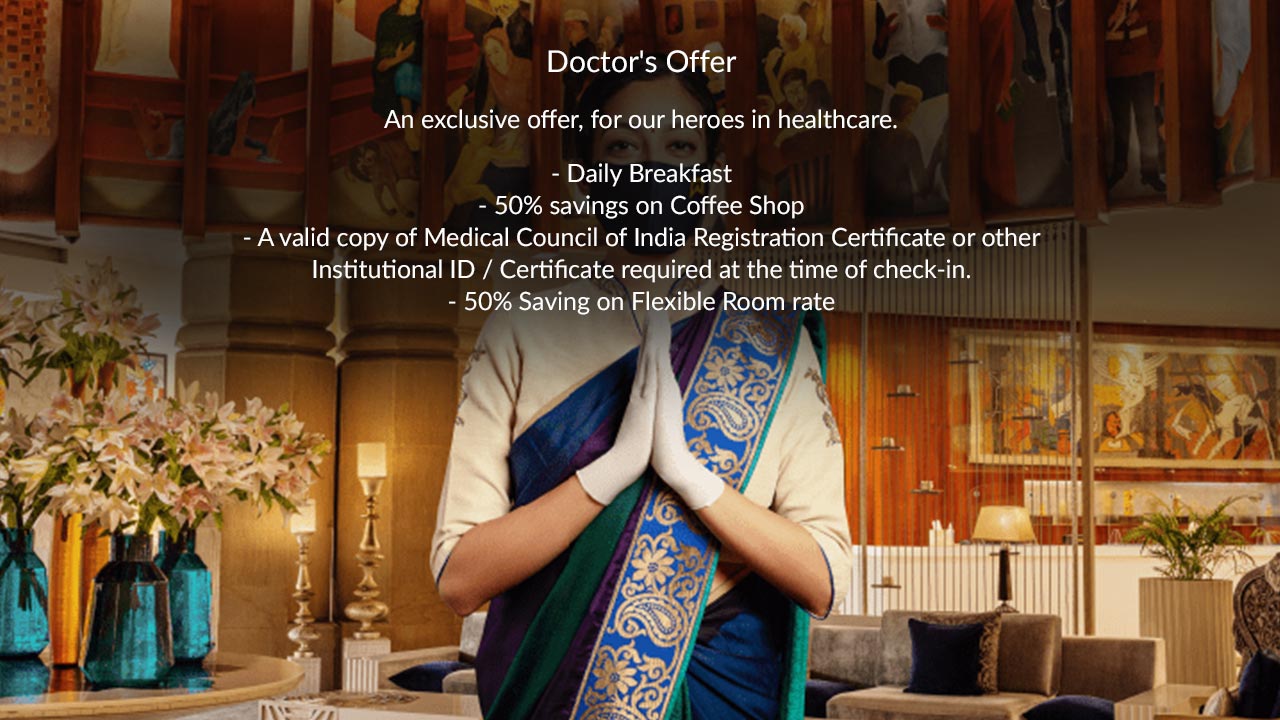 Doctor's Offer
An exclusive offer, for our heroes in healthcare.
- Daily Breakfast
- 50% savings on Coffee Shop
- A valid copy of Medical Council of India Registration Certificate or other
Institutional ID / Certificate required at the time of check-in.
- 50% Saving on Flexible Room rate